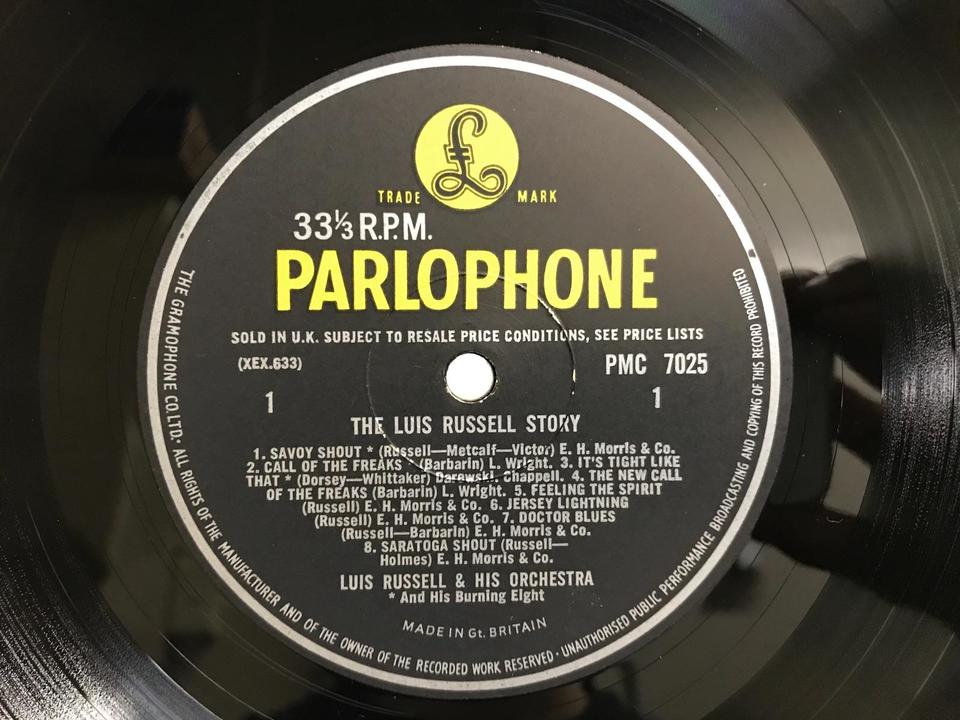 £
TRADE MARK
33⅓ R.P.M.
PARLOPHONE
SOLD IN U.K. SUBJECT TO RESALE PRICE CONDITIONS, SEE PRICE LISTS
(XEX.633) PMC 7025
1 1
THE LUIS RUSSELL STORY
1. SAVOY SHOUT * (Russell—Metcalf—Victor) E. H. Morris & Co.
2. CALL OF THE FREAKS * (Barbarin) L. Wright. 3. IT'S TIGHT LIKE
THAT * (Dorsey—Whittaker) Darewski. Chappell. 4. THE NEW CALL
OF THE FREAKS (Barbarin) L. Wright. 5. FEELING THE SPIRIT
(Russell) E. H. Morris & Co. 6. JERSEY LIGHTNING
(Russell) E. H. Morris & Co. 7. DOCTOR BLUES
(Russell—Barbarin) E. H. Morris & Co.
8. SARATOGA SHOUT (Russell—
Holmes) E. H. Morris & Co.
LUIS RUSSELL & HIS ORCHESTRA
* And His Burning Eight
MADE IN Gt. BRITAIN
THE GRAMOPHONE CO. LTD. · ALL RIGHTS OF THE MANUFACTURER AND OF THE OWNER OF THE RECORDED WORK RESERVED · UNAUTHORISED PUBLIC PERFORMANCE BROADCASTING AND COPYING OF THIS RECORD PROHIBITED